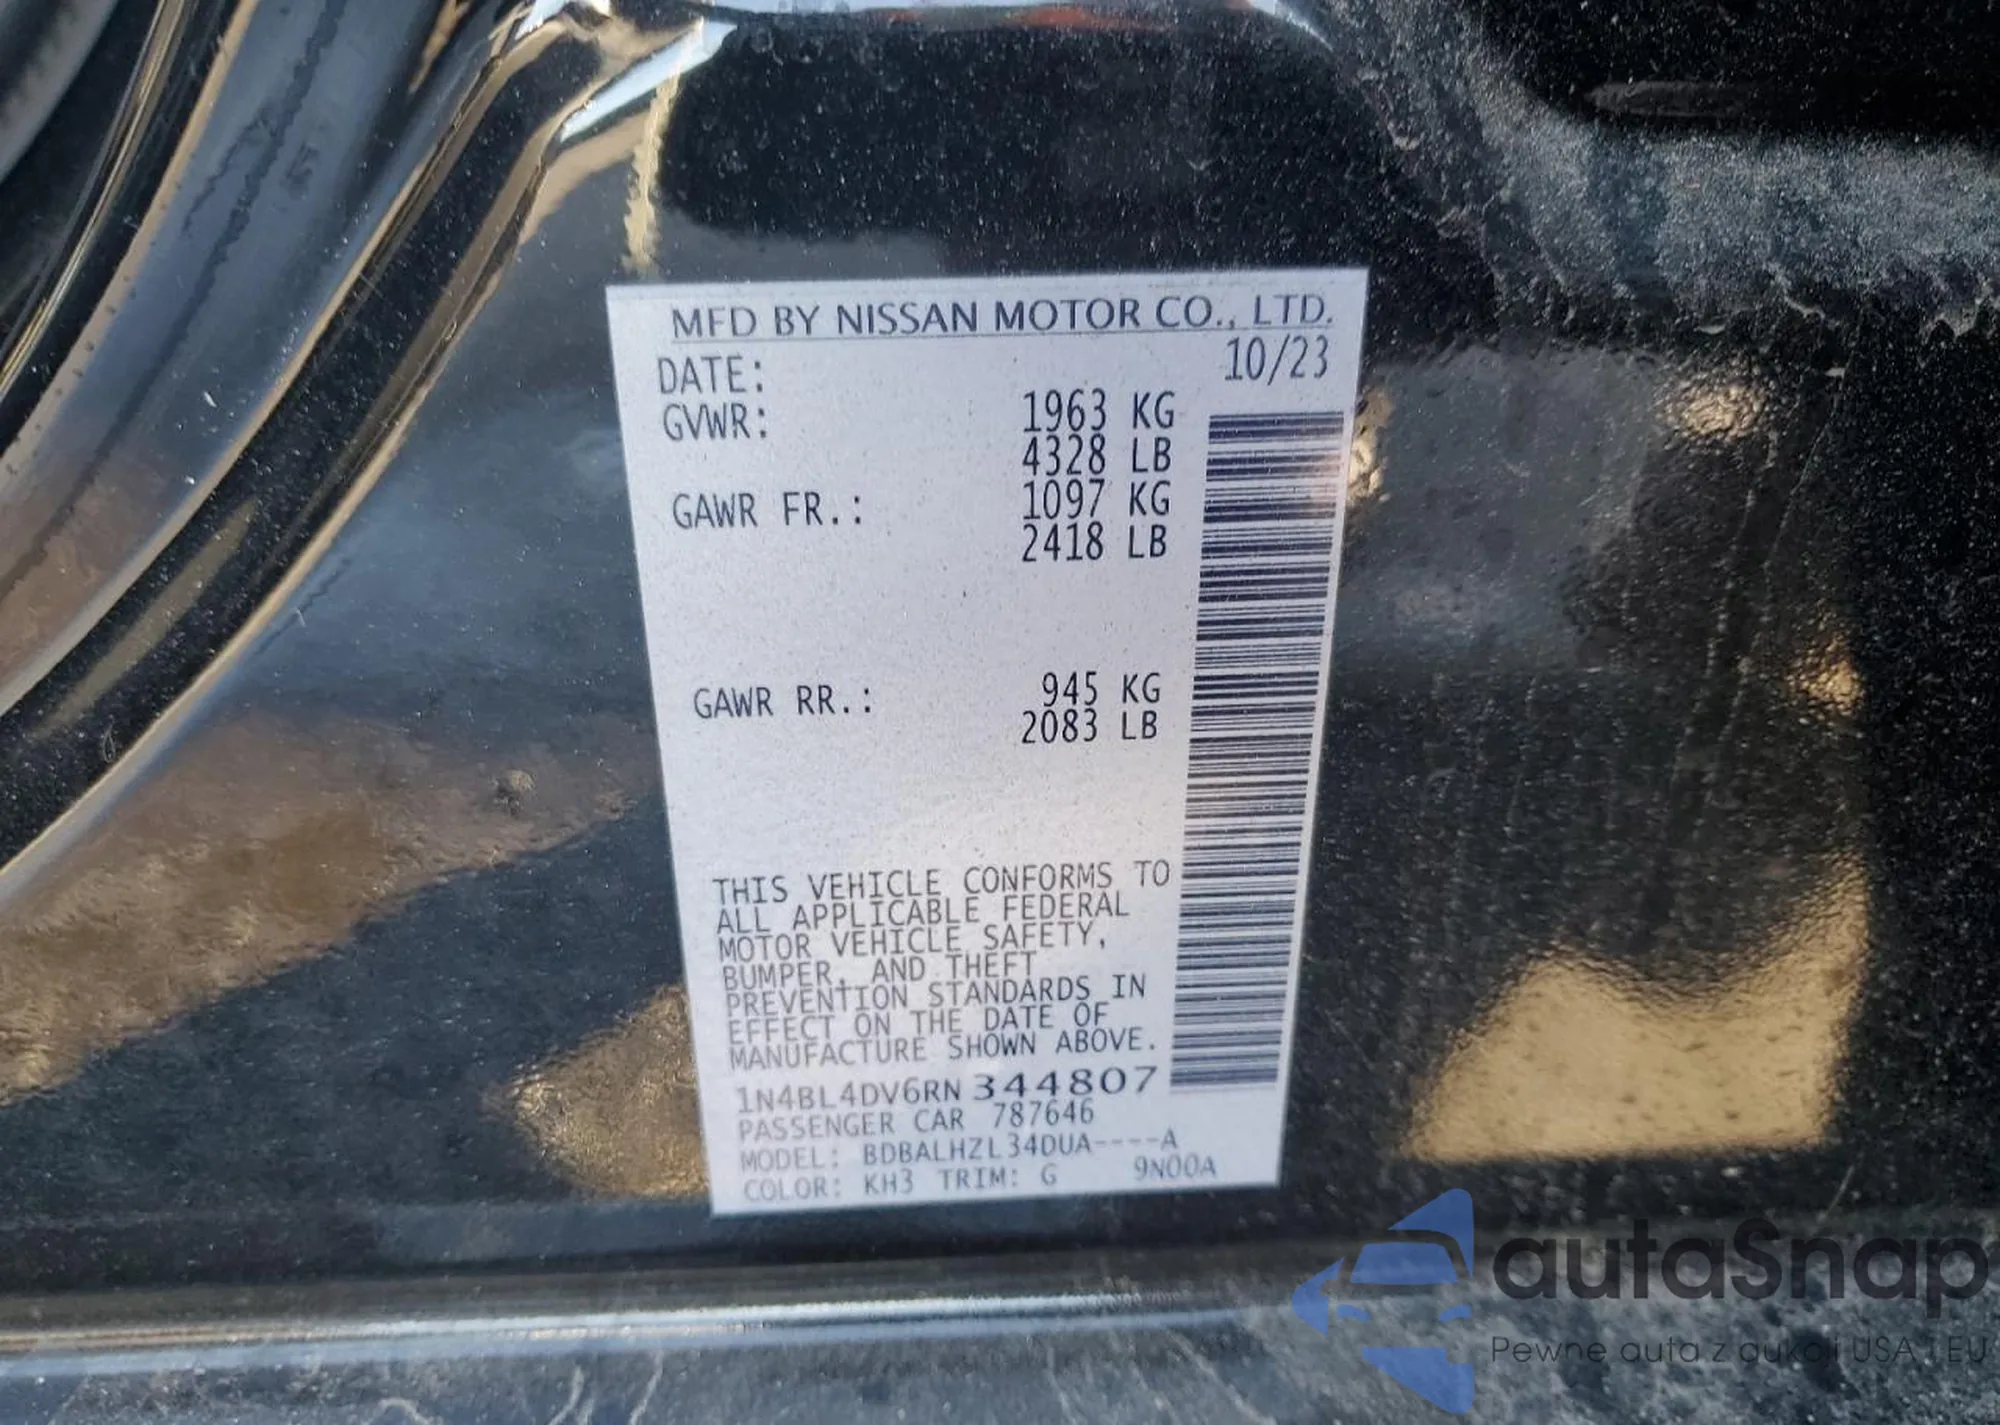 MFD BY NISSAN MOTOR CO., LTD.
DATE: 10/23
GVWR: 1963 KG
4328 LB
GAWR FR.: 1097 KG
2418 LB
GAWR RR.: 945 KG
2083 LB
THIS VEHICLE CONFORMS TO
ALL APPLICABLE FEDERAL
MOTOR VEHICLE SAFETY,
BUMPER, AND THEFT
PREVENTION STANDARDS IN
EFFECT ON THE DATE OF
MANUFACTURE SHOWN ABOVE.
1N4BL4DV6RN344807
PASSENGER CAR 787646
MODEL: BDBALHZL34DUA----A
COLOR: KH3 TRIM: G 9N00A
autaSnap
Pewne auta z aukcji USA i EU